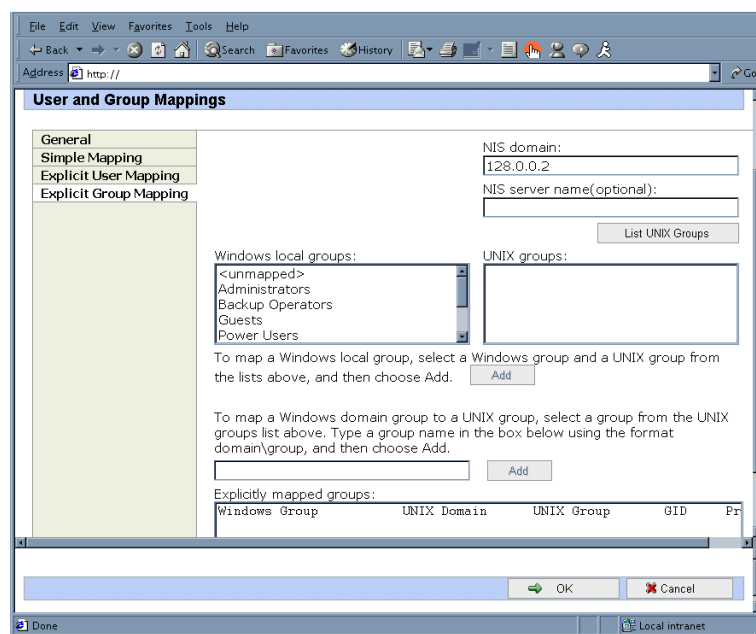 File Edit View Favorites Tools Help
Back Search Favorites History
Address http:// Go
User and Group Mappings
General
Simple Mapping
Explicit User Mapping
Explicit Group Mapping
NIS domain:
128.0.0.2
NIS server name(optional):
List UNIX Groups
Windows local groups: UNIX groups:
<unmapped>
Administrators
Backup Operators
Guests
Power Users
To map a Windows local group, select a Windows group and a UNIX group from
the lists above, and then choose Add. Add
To map a Windows domain group to a UNIX group, select a group from the UNIX
groups list above. Type a group name in the box below using the format
domain\group, and then choose Add.
Add
Explicitly mapped groups:
Windows Group UNIX Domain UNIX Group GID Pr
OK Cancel
Done Local intranet